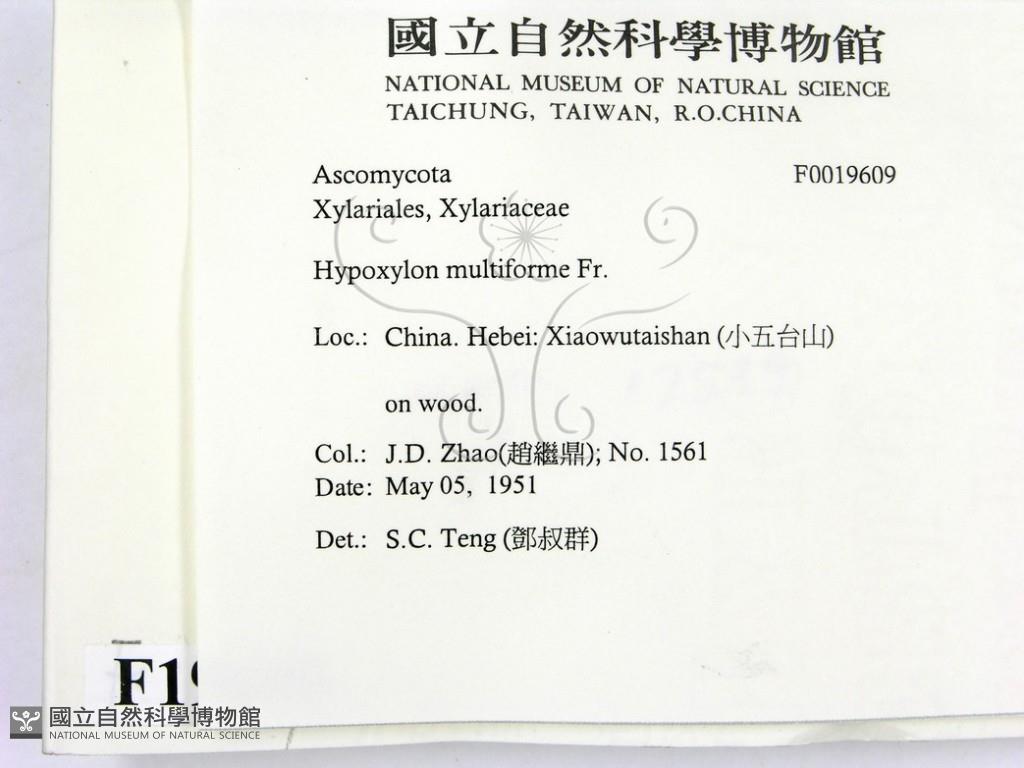 國立自然科學博物館
NATIONAL MUSEUM OF NATURAL SCIENCE
TAICHUNG, TAIWAN, R.O.CHINA
Ascomycota F0019609
Xylariales, Xylariaceae
Hypoxylon multiforme Fr.
Loc.: China. Hebei: Xiaowutaishan (小五台山)
on wood.
Col.: J.D. Zhao(趙繼鼎); No. 1561
Date: May 05, 1951
Det.: S.C. Teng (鄧叔群)
F19
國立自然科學博物館
NATIONAL MUSEUM OF NATURAL SCIENCE